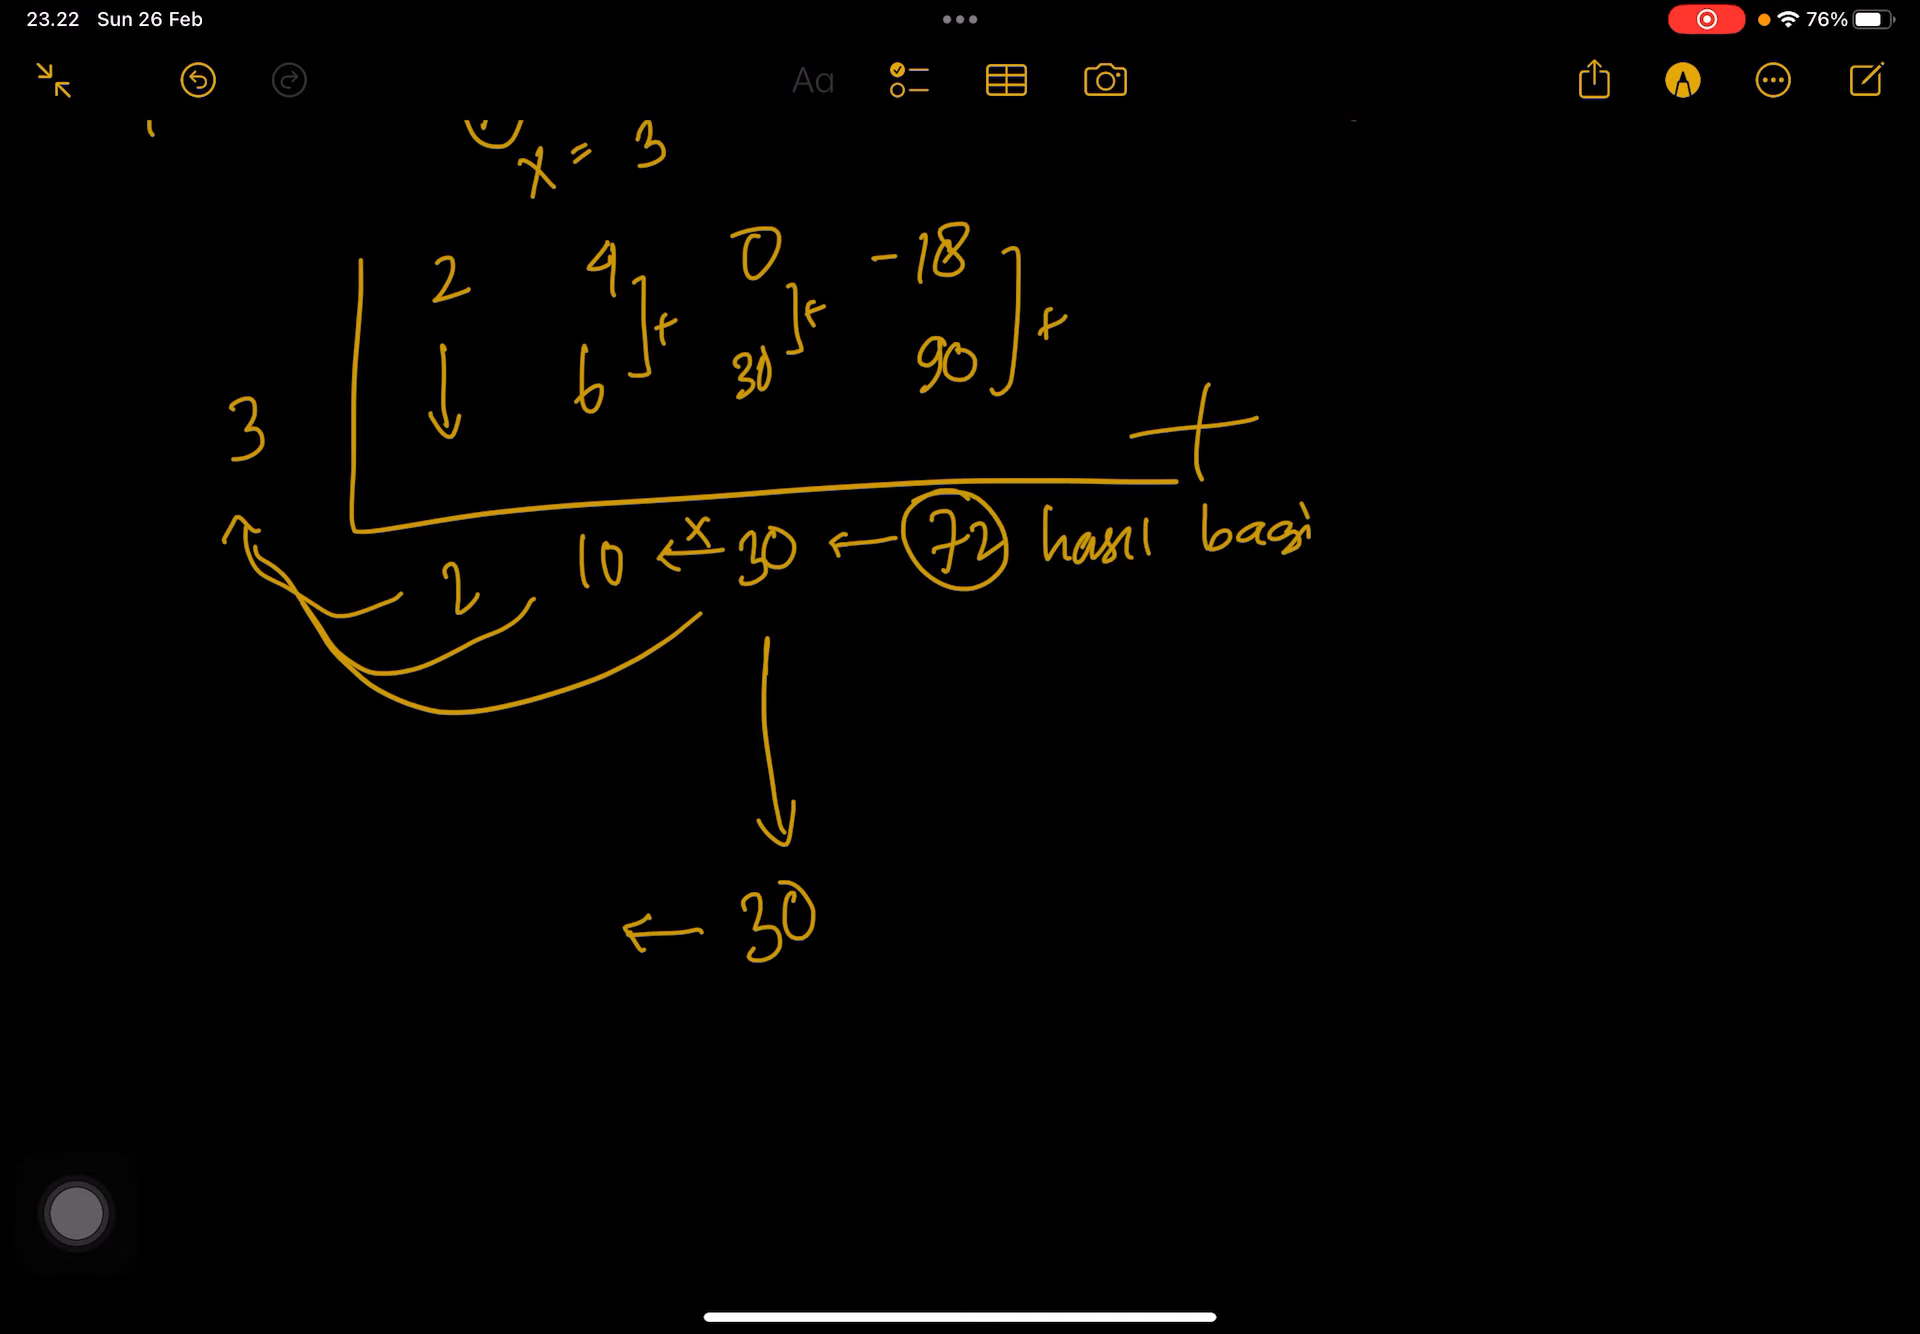 23.22 Sun 26 Feb
76%
Aa
x = 3
2 4 0 -18
+ + +
6 30 90
3
+
2 10 ← x 30 ← 72 hasil bagi
← 30